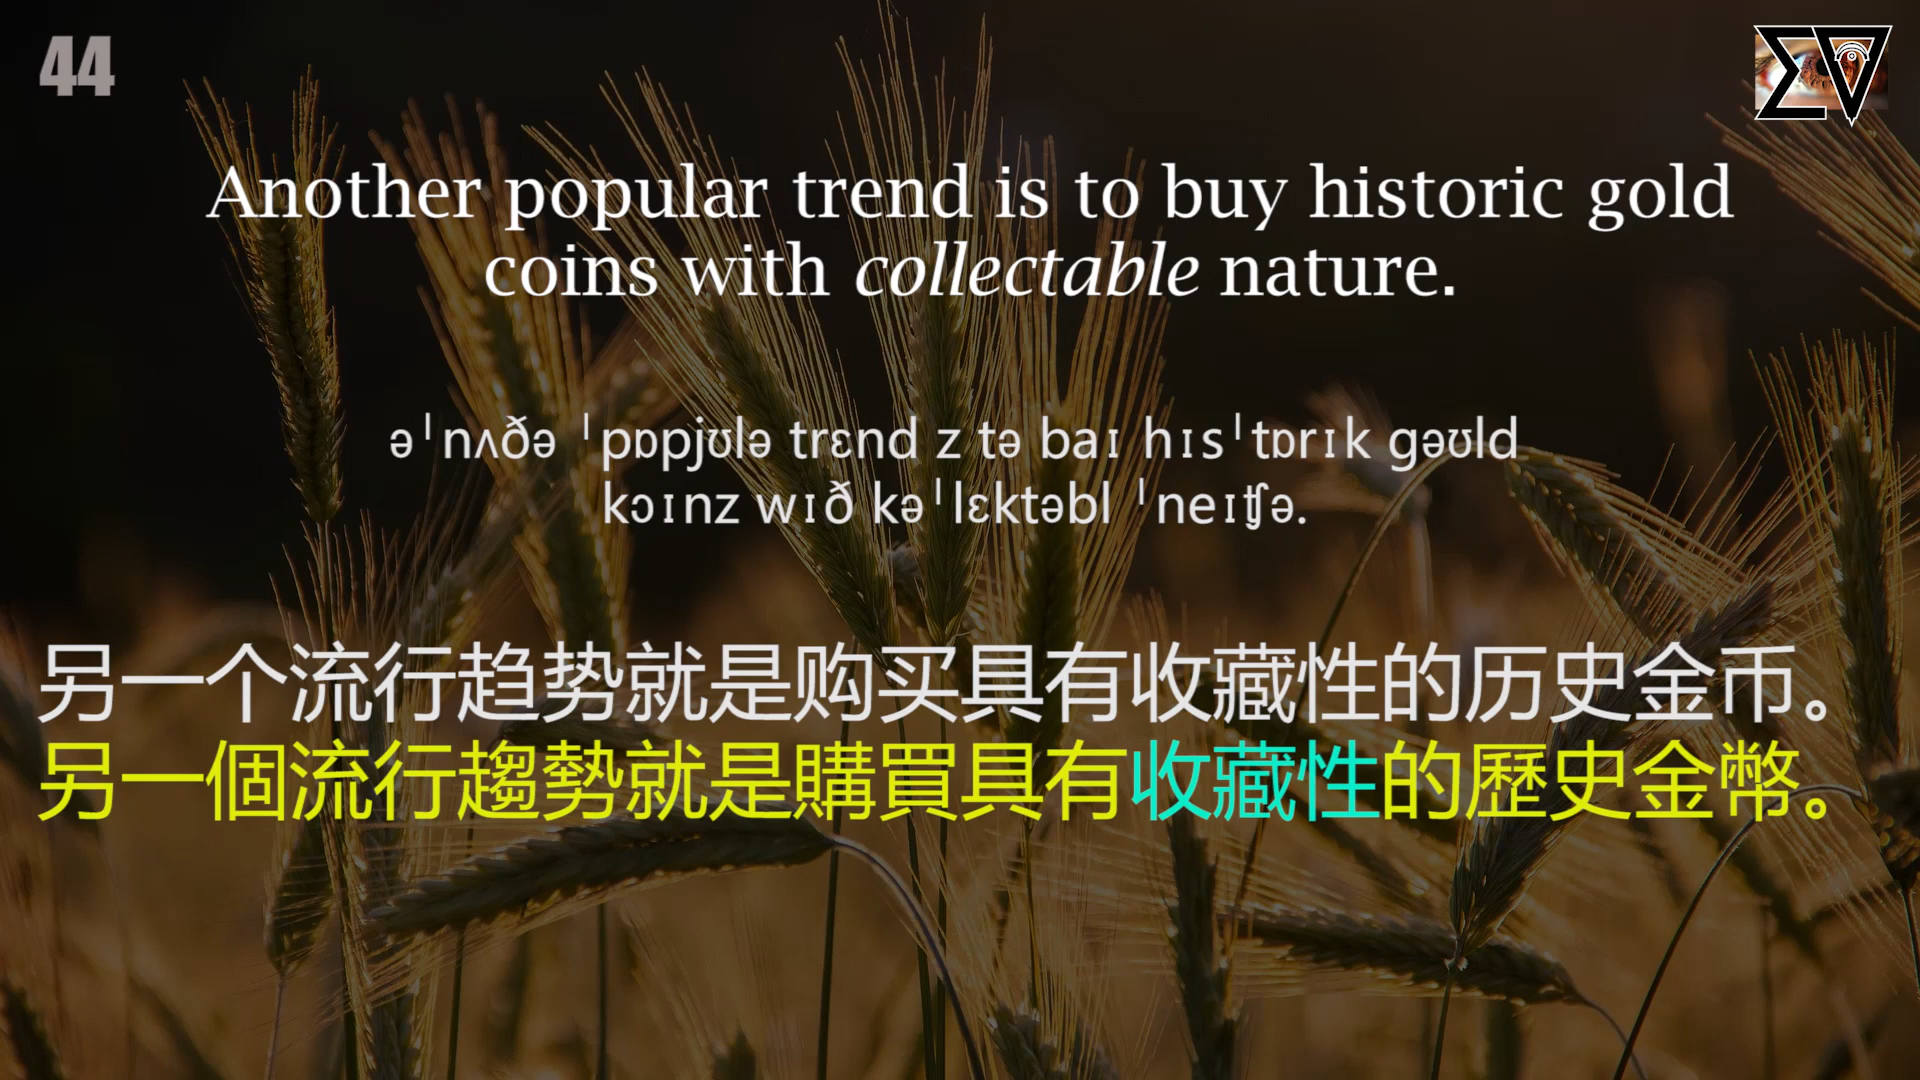 44
Another popular trend is to buy historic gold
coins with collectable nature.
əˈnʌðə ˈpɒpjʊlə trɛnd z tə baɪ hɪsˈtɒrɪk gəʊld
kɔɪnz wɪð kəˈlɛktəbl ˈneɪʧə.
另一个流行趋势就是购买具有收藏性的历史金币。
另一個流行趨勢就是購買具有收藏性的歷史金幣。